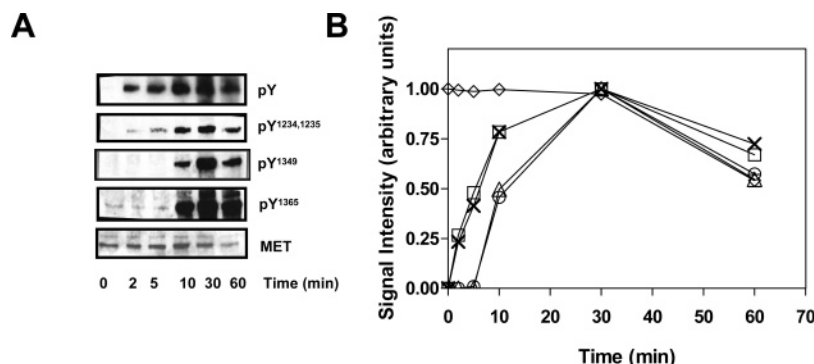 A
pY
pY1234,1235
pY1349
pY1365
MET
0 2 5 10 30 60 Time (min)
B
Signal Intensity (arbitrary units)
1.00
0.75
0.50
0.25
0.00
0 10 20 30 40 50 60 70
Time (min)